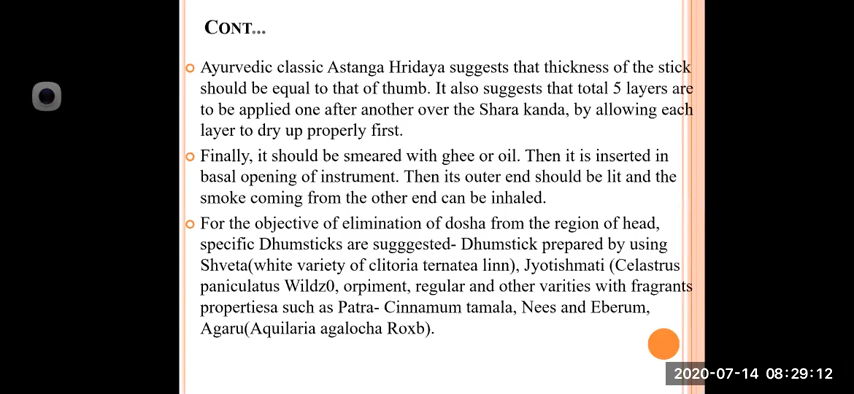 CONT...
Ayurvedic classic Astanga Hridaya suggests that thickness of the stick
should be equal to that of thumb. It also suggests that total 5 layers are
to be applied one after another over the Shara kanda, by allowing each
layer to dry up properly first.
Finally, it should be smeared with ghee or oil. Then it is inserted in
basal opening of instrument. Then its outer end should be lit and the
smoke coming from the other end can be inhaled.
For the objective of elimination of dosha from the region of head,
specific Dhumsticks are sugggested- Dhumstick prepared by using
Shveta(white variety of clitoria ternatea linn), Jyotishmati (Celastrus
paniculatus Wildz0, orpiment, regular and other varities with fragrants
propertiesa such as Patra- Cinnamum tamala, Nees and Eberum,
Agaru(Aquilaria agalocha Roxb).
2020-07-14 08:29:12